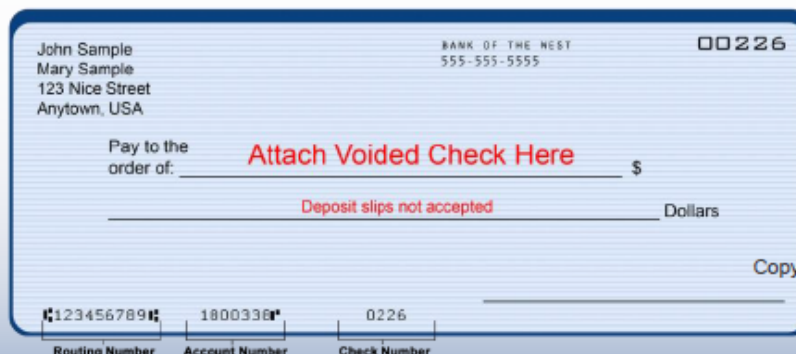 John Sample
Mary Sample
123 Nice Street
Anytown, USA
BANK OF THE WEST
555-555-5555
00226
Pay to the
order of:
Attach Voided Check Here
$
Deposit slips not accepted
Dollars
Copy
⑆123456789⑆ 1800338⑈ 0226
Routing Number Account Number Check Number